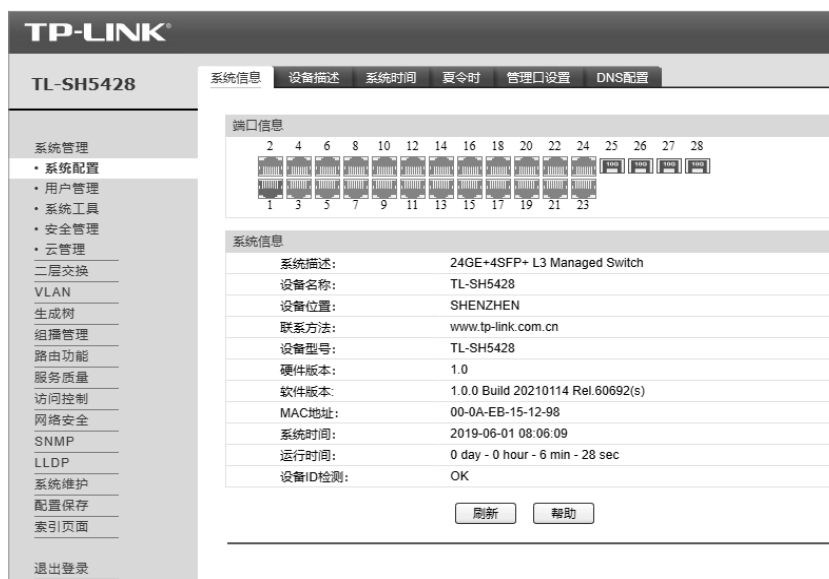 TP-LINK®
TL-SH5428
系统信息 设备描述 系统时间 夏令时 管理口设置 DNS配置
系统管理
• 系统配置
• 用户管理
• 系统工具
• 安全管理
• 云管理
二层交换
VLAN
生成树
组播管理
路由功能
服务质量
访问控制
网络安全
SNMP
LLDP
系统维护
配置保存
索引页面
退出登录
端口信息
2 4 6 8 10 12 14 16 18 20 22 24 25 26 27 28
10G 10G 10G 10G
1 3 5 7 9 11 13 15 17 19 21 23
系统信息
系统描述: 24GE+4SFP+ L3 Managed Switch
设备名称: TL-SH5428
设备位置: SHENZHEN
联系方法: www.tp-link.com.cn
设备型号: TL-SH5428
硬件版本: 1.0
软件版本: 1.0.0 Build 20210114 Rel.60692(s)
MAC地址: 00-0A-EB-15-12-98
系统时间: 2019-06-01 08:06:09
运行时间: 0 day - 0 hour - 6 min - 28 sec
设备ID检测: OK
刷新 帮助